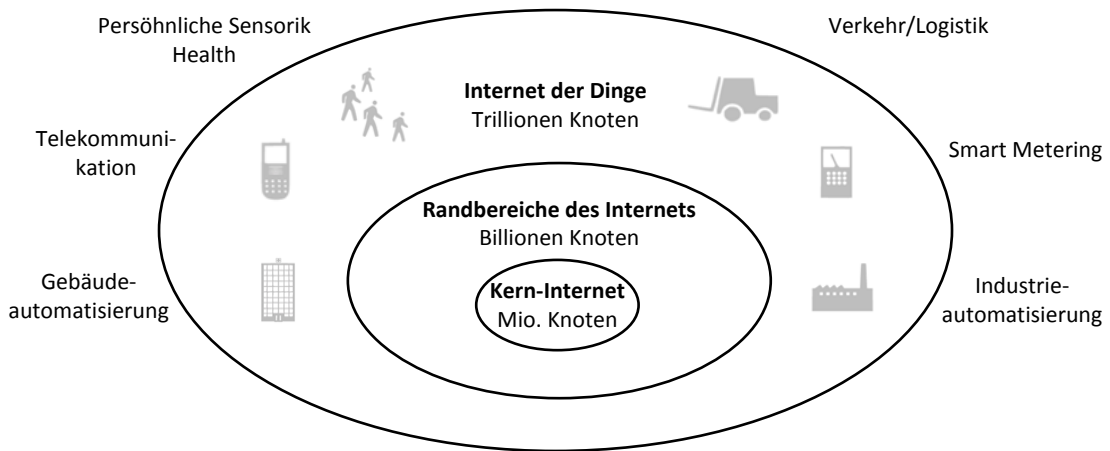 Persöhnliche Sensorik
Health
Verkehr/Logistik
Internet der Dinge
Trillionen Knoten
Telekommuni-
kation
Smart Metering
Randbereiche des Internets
Billionen Knoten
Gebäude-
automatisierung
Kern-Internet
Mio. Knoten
Industrie-
automatisierung